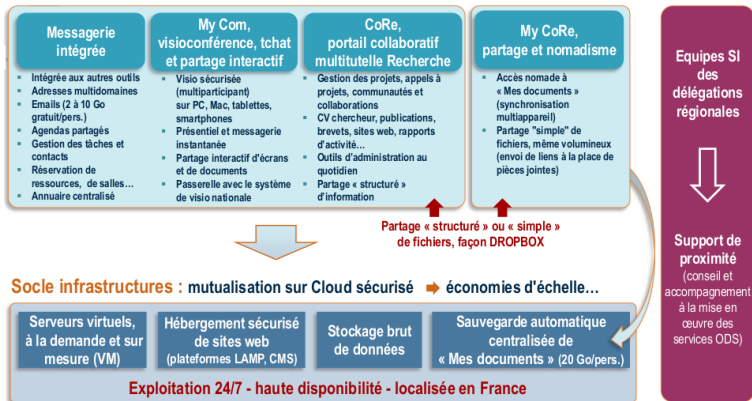 Messagerie
intégrée
Intégrée aux autres outils
Adresses multidomaines
Emails (2 à 10 Go
gratuit/pers.)
Agendas partagés
Gestion des tâches et
contacts
Réservation de
ressources, de salles…
Annuaire centralisé
My Com,
visioconférence, tchat
et partage interactif
Visio sécurisée
(multiparticipant)
sur PC, Mac, tablettes,
smartphones
Présentiel et messagerie
instantanée
Partage interactif d'écrans
et de documents
Passerelle avec le système
de visio nationale
CoRe,
portail collaboratif
multitutelle Recherche
Gestion des projets, appels à
projets, communautés et
collaborations
CV chercheur, publications,
brevets, sites web, rapports
d'activité…
Outils d'administration au
quotidien
Partage « structuré »
d'information
My CoRe,
partage et nomadisme
Accès nomade à
« Mes documents »
(synchronisation
multiappareil)
Partage "simple" de
fichiers, même volumineux
(envoi de liens à la place de
pièces jointes)
Partage « structuré » ou « simple »
de fichiers, façon DROPBOX
Socle infrastructures : mutualisation sur Cloud sécurisé économies d'échelle…
Serveurs virtuels,
à la demande et sur
mesure (VM)
Hébergement sécurisé
de sites web
(plateformes LAMP, CMS)
Stockage brut
de données
Sauvegarde automatique
centralisée de
« Mes documents » (20 Go/pers.)
Exploitation 24/7 - haute disponibilité - localisée en France
Equipes SI
des
délégations
régionales
Support de
proximité
(conseil et
accompagnement
à la mise en
œuvre des
services ODS)